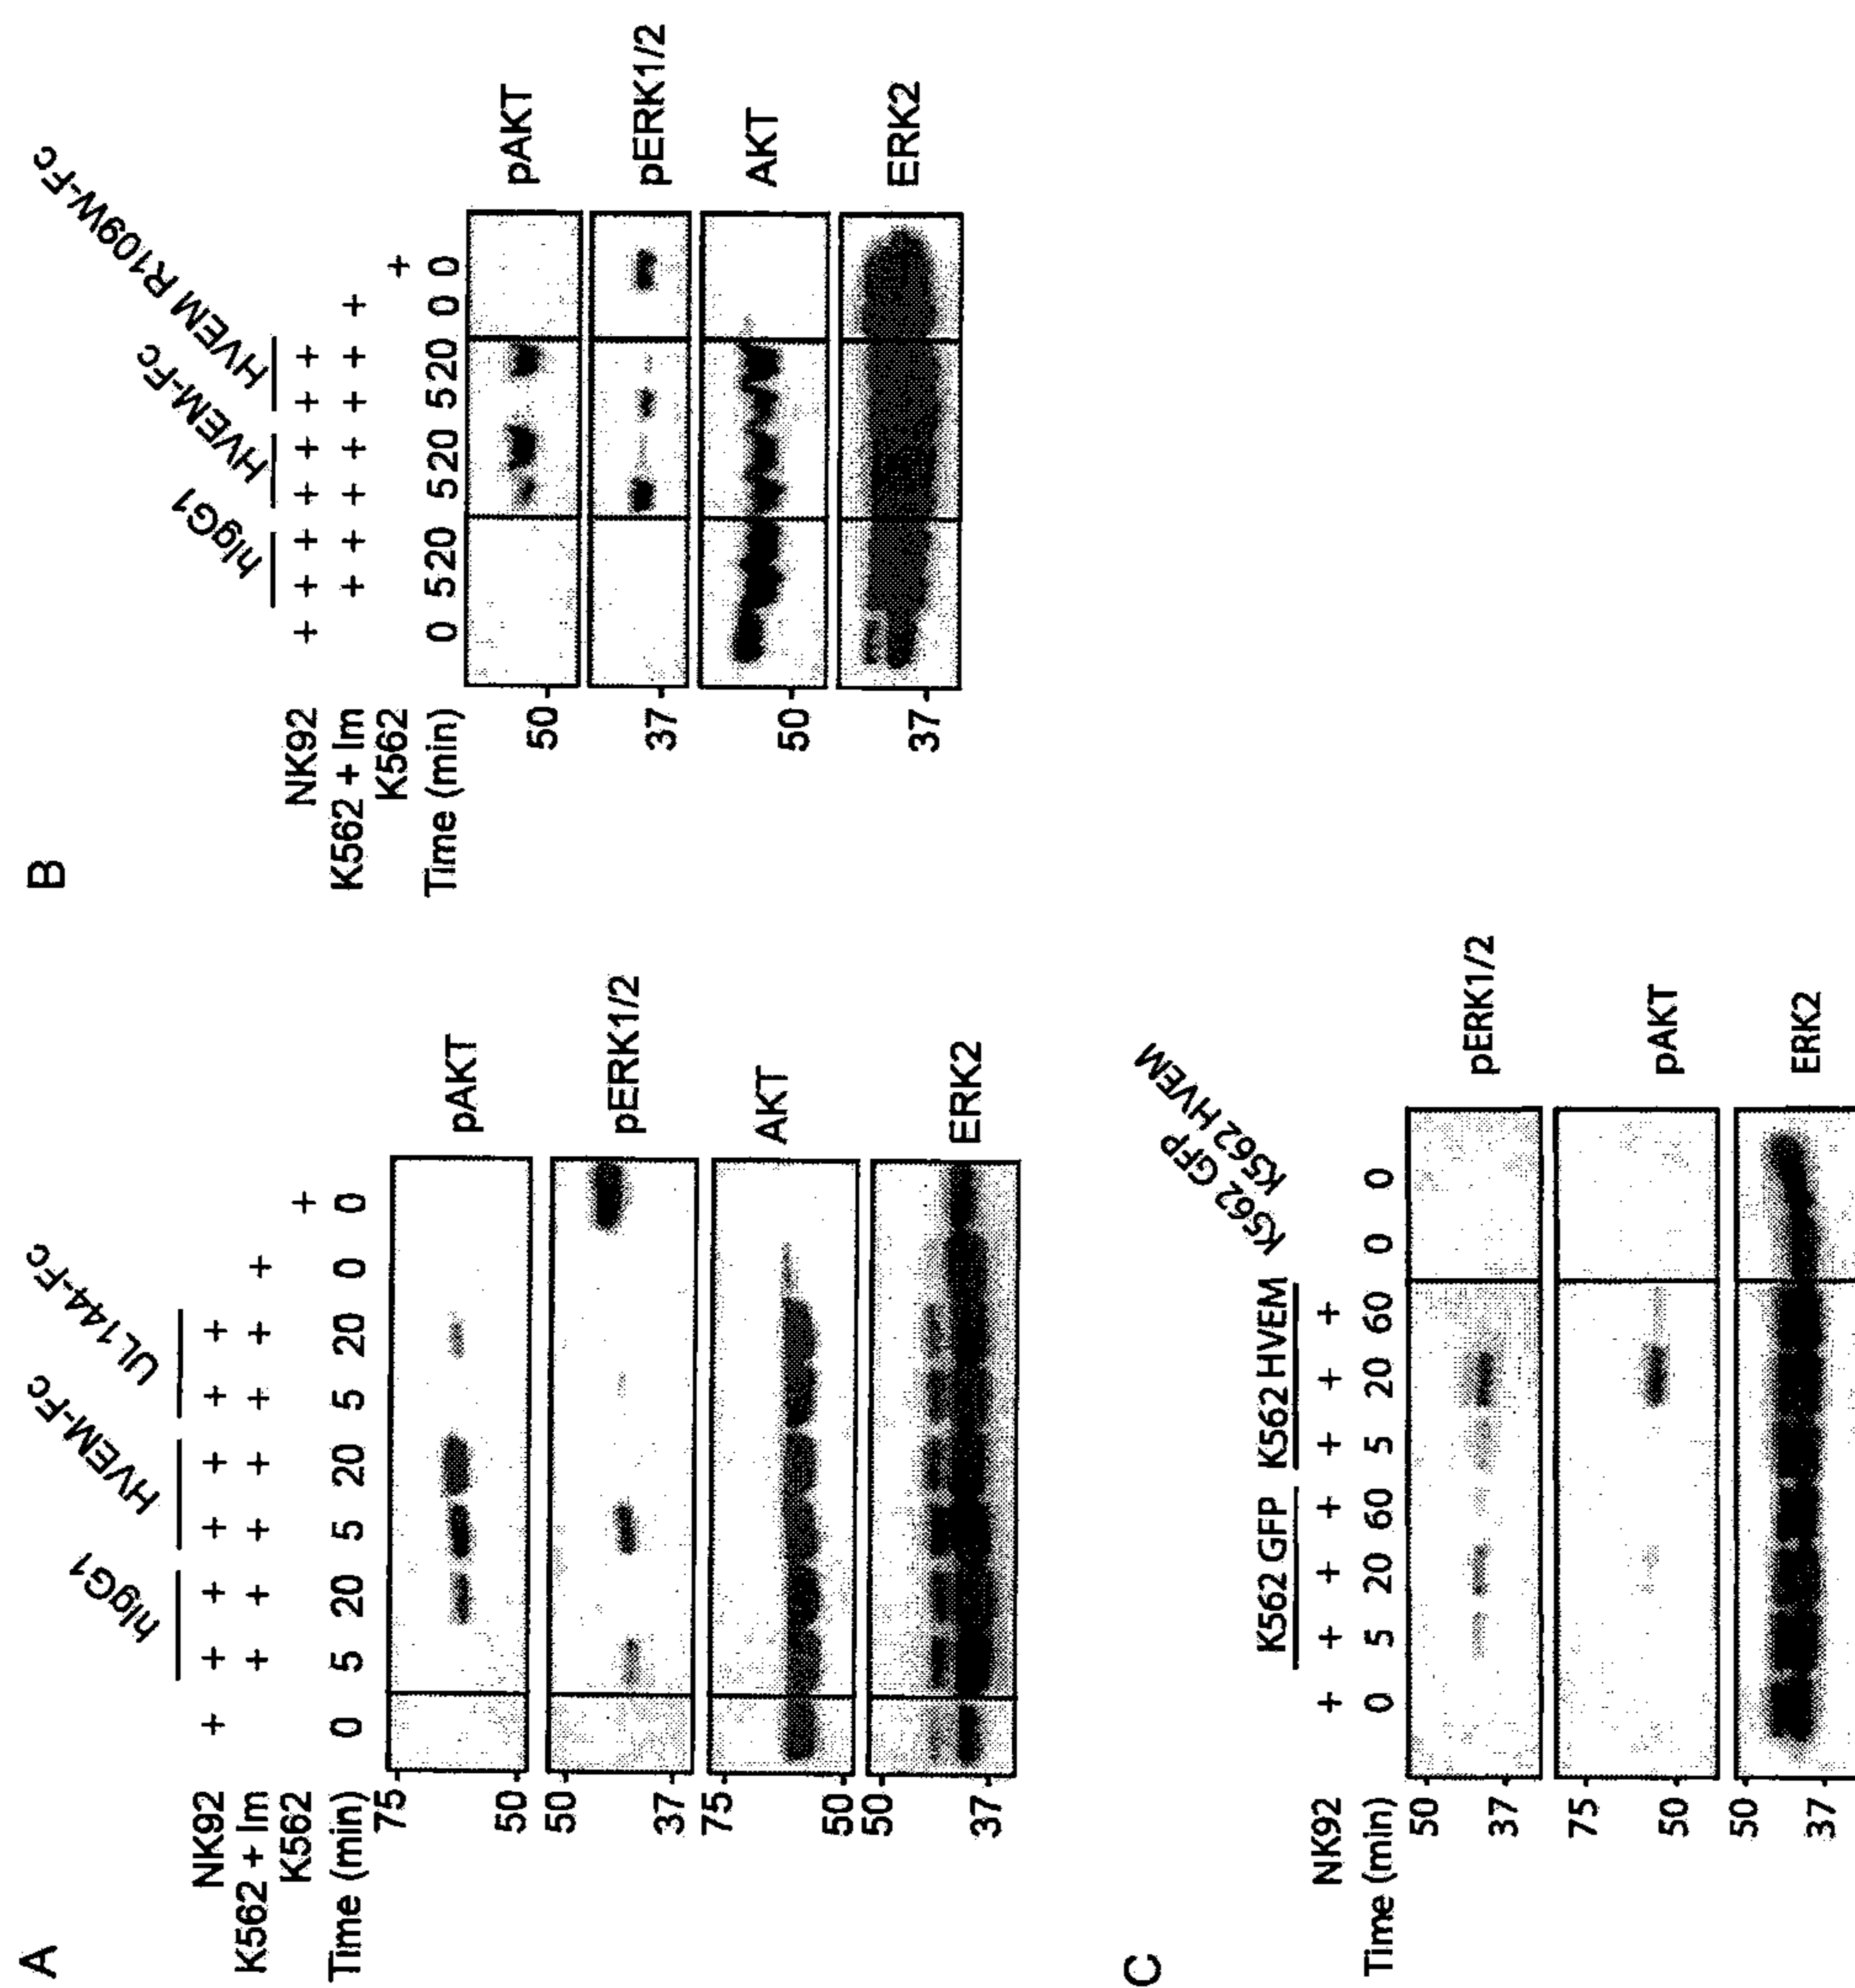 A
hIgG1
HVEM-Fc
UL144-Fc
NK92 + + + + + + +
K562 + Im + + + + + + +
K562 +
Time (min) 0 5 20 5 20 5 20 0 0
75
50
pAKT
50
37
pERK1/2
75
50
AKT
50
37
ERK2
B
hIgG1
HVEM-Fc
HVEM R109W-Fc
NK92 + + + + + + +
K562 + Im + + + + + + +
K562 +
Time (min) 0 5 20 5 20 5 20 0 0
50
pAKT
37
pERK1/2
50
AKT
37
ERK2
C
K562 GFP
K562 HVEM
K562 GFP
K562 HVEM
NK92 + + + + + + +
Time (min) 0 5 20 60 5 20 60 0 0
50
37
pERK1/2
75
50
pAKT
50
37
ERK2